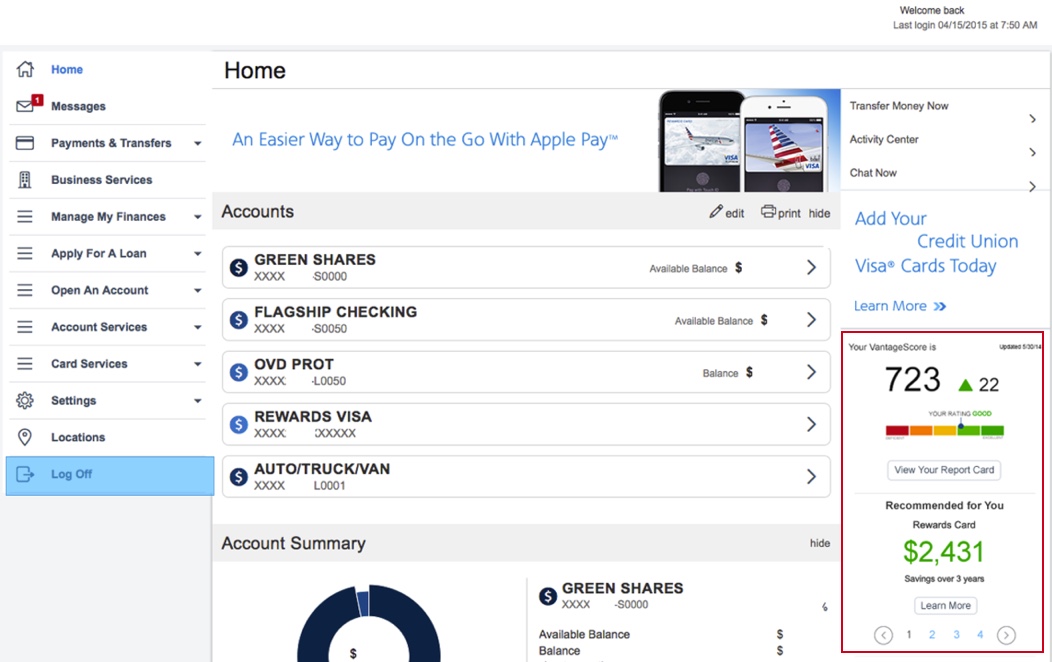 Welcome back
Last login 04/15/2015 at 7:50 AM
Home
1
Messages
Payments & Transfers
Business Services
Manage My Finances
Apply For A Loan
Open An Account
Account Services
Card Services
Settings
Locations
Log Off
Home
An Easier Way to Pay On the Go With Apple Pay™
VISA
VISA
Pay with Touch ID
Accounts
edit print hide
$ GREEN SHARES
XXXX -S0000
Available Balance $
$ FLAGSHIP CHECKING
XXXX -S0050
Available Balance $
$ OVD PROT
XXXX -L0050
Balance $
$ REWARDS VISA
XXXX :XXXXX
$ AUTO/TRUCK/VAN
XXXX L0001
Account Summary
hide
$
$ GREEN SHARES
XXXX -S0000
Available Balance $
Balance $
Transfer Money Now
Activity Center
Chat Now
Add Your
Credit Union
Visa® Cards Today
Learn More
Your VantageScore is
Updated 5/30/14
723 22
YOUR RATING GOOD
EXCELLENT
View Your Report Card
Recommended for You
Rewards Card
$2,431
Savings over 3 years
Learn More
1 2 3 4